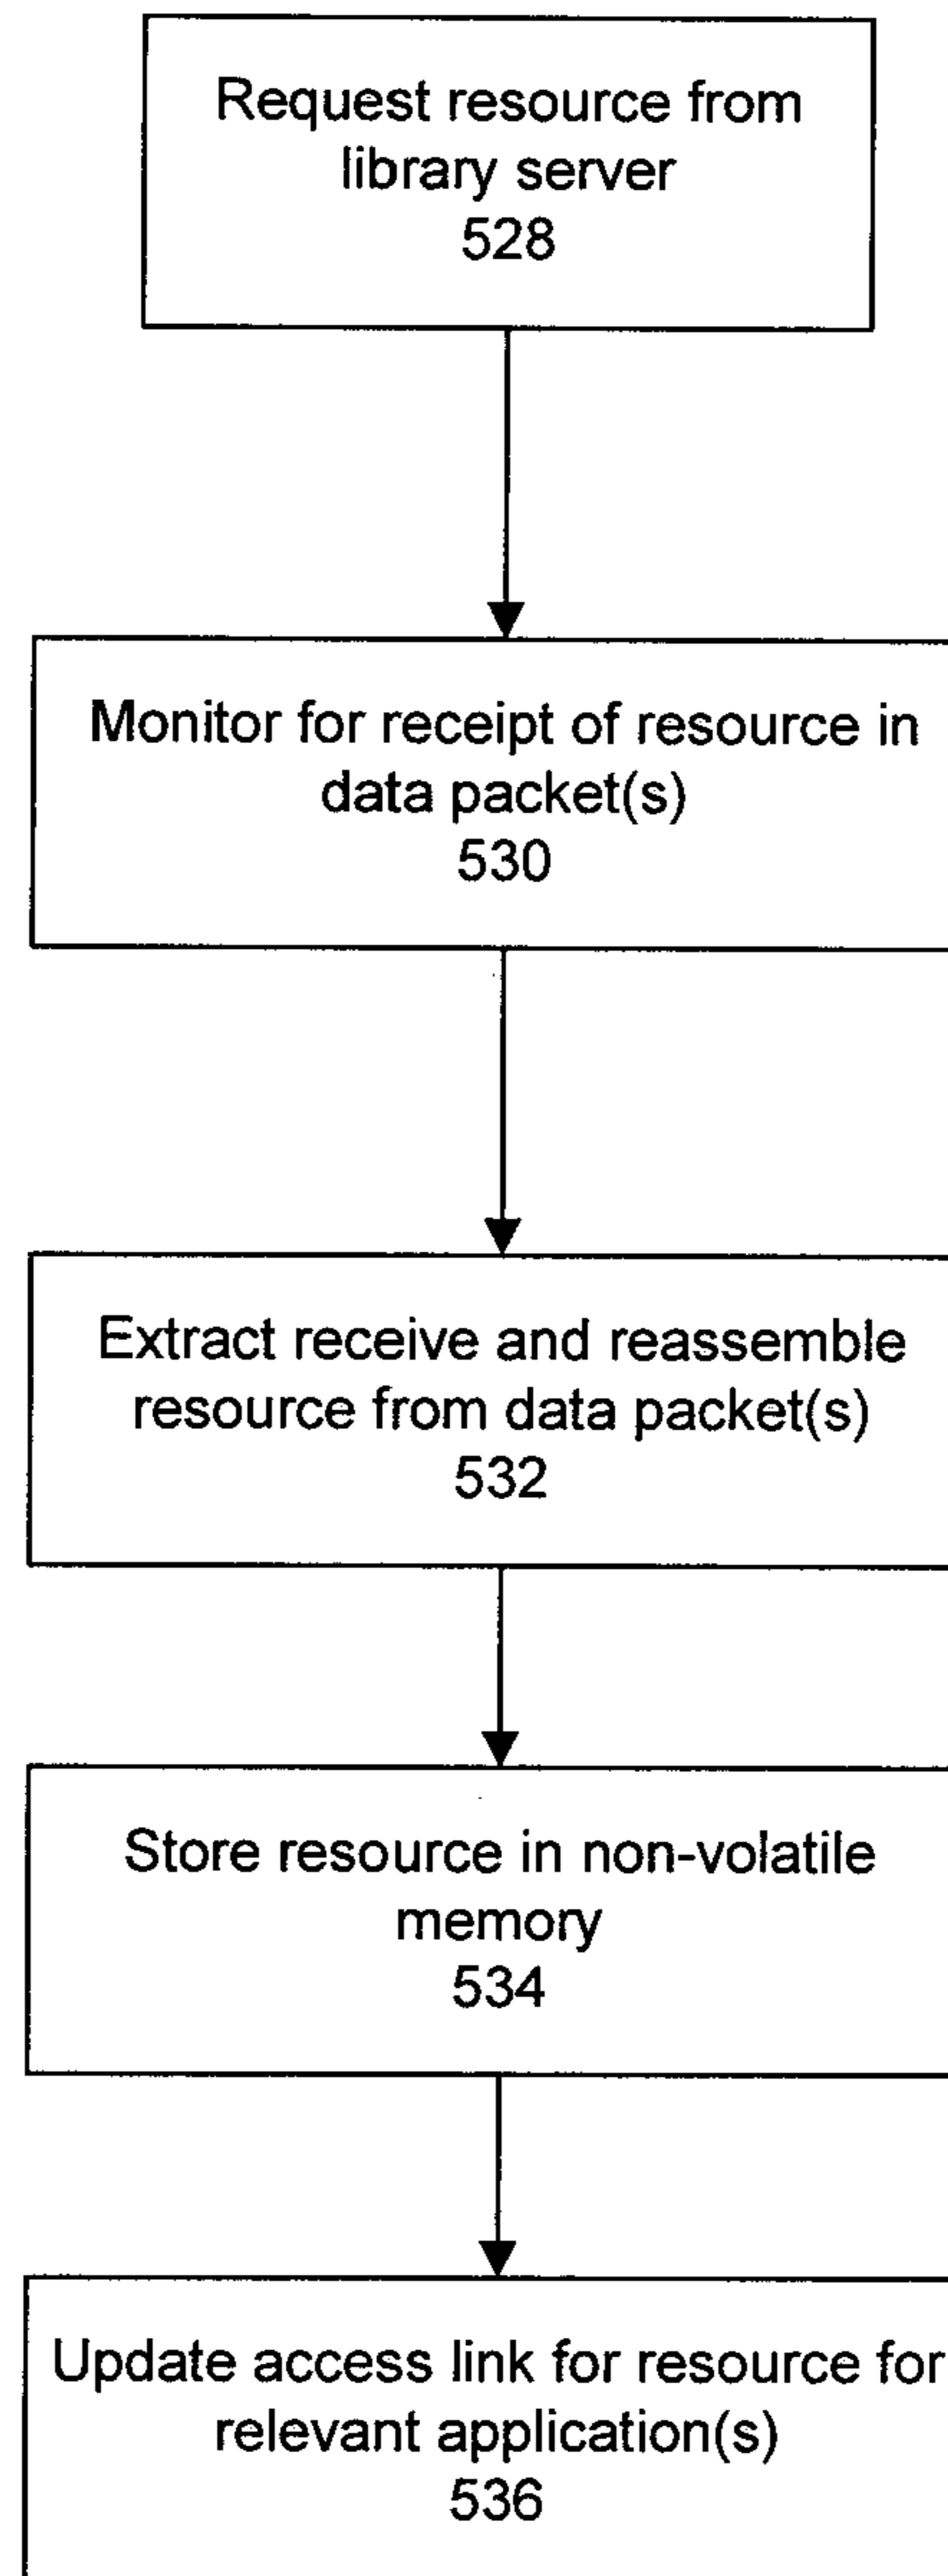 Request resource from
library server
528
Monitor for receipt of resource in
data packet(s)
530
Extract receive and reassemble
resource from data packet(s)
532
Store resource in non-volatile
memory
534
Update access link for resource for
relevant application(s)
536